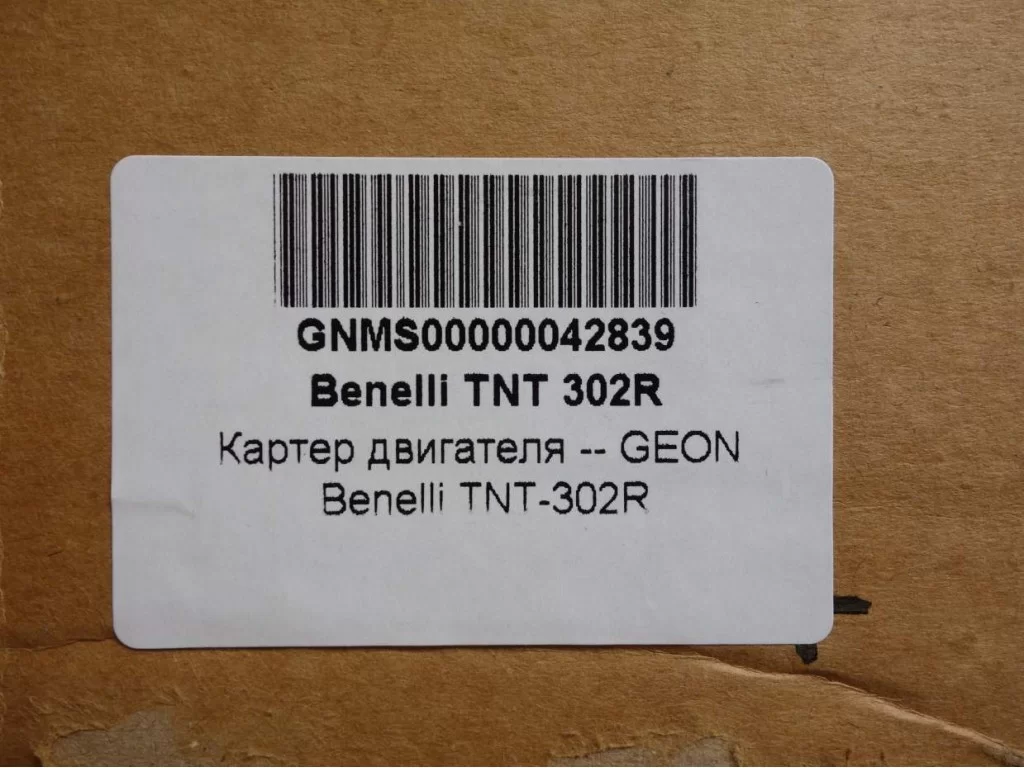 GNMS00000042839
Benelli TNT 302R
Картер двигателя -- GEON
Benelli TNT-302R